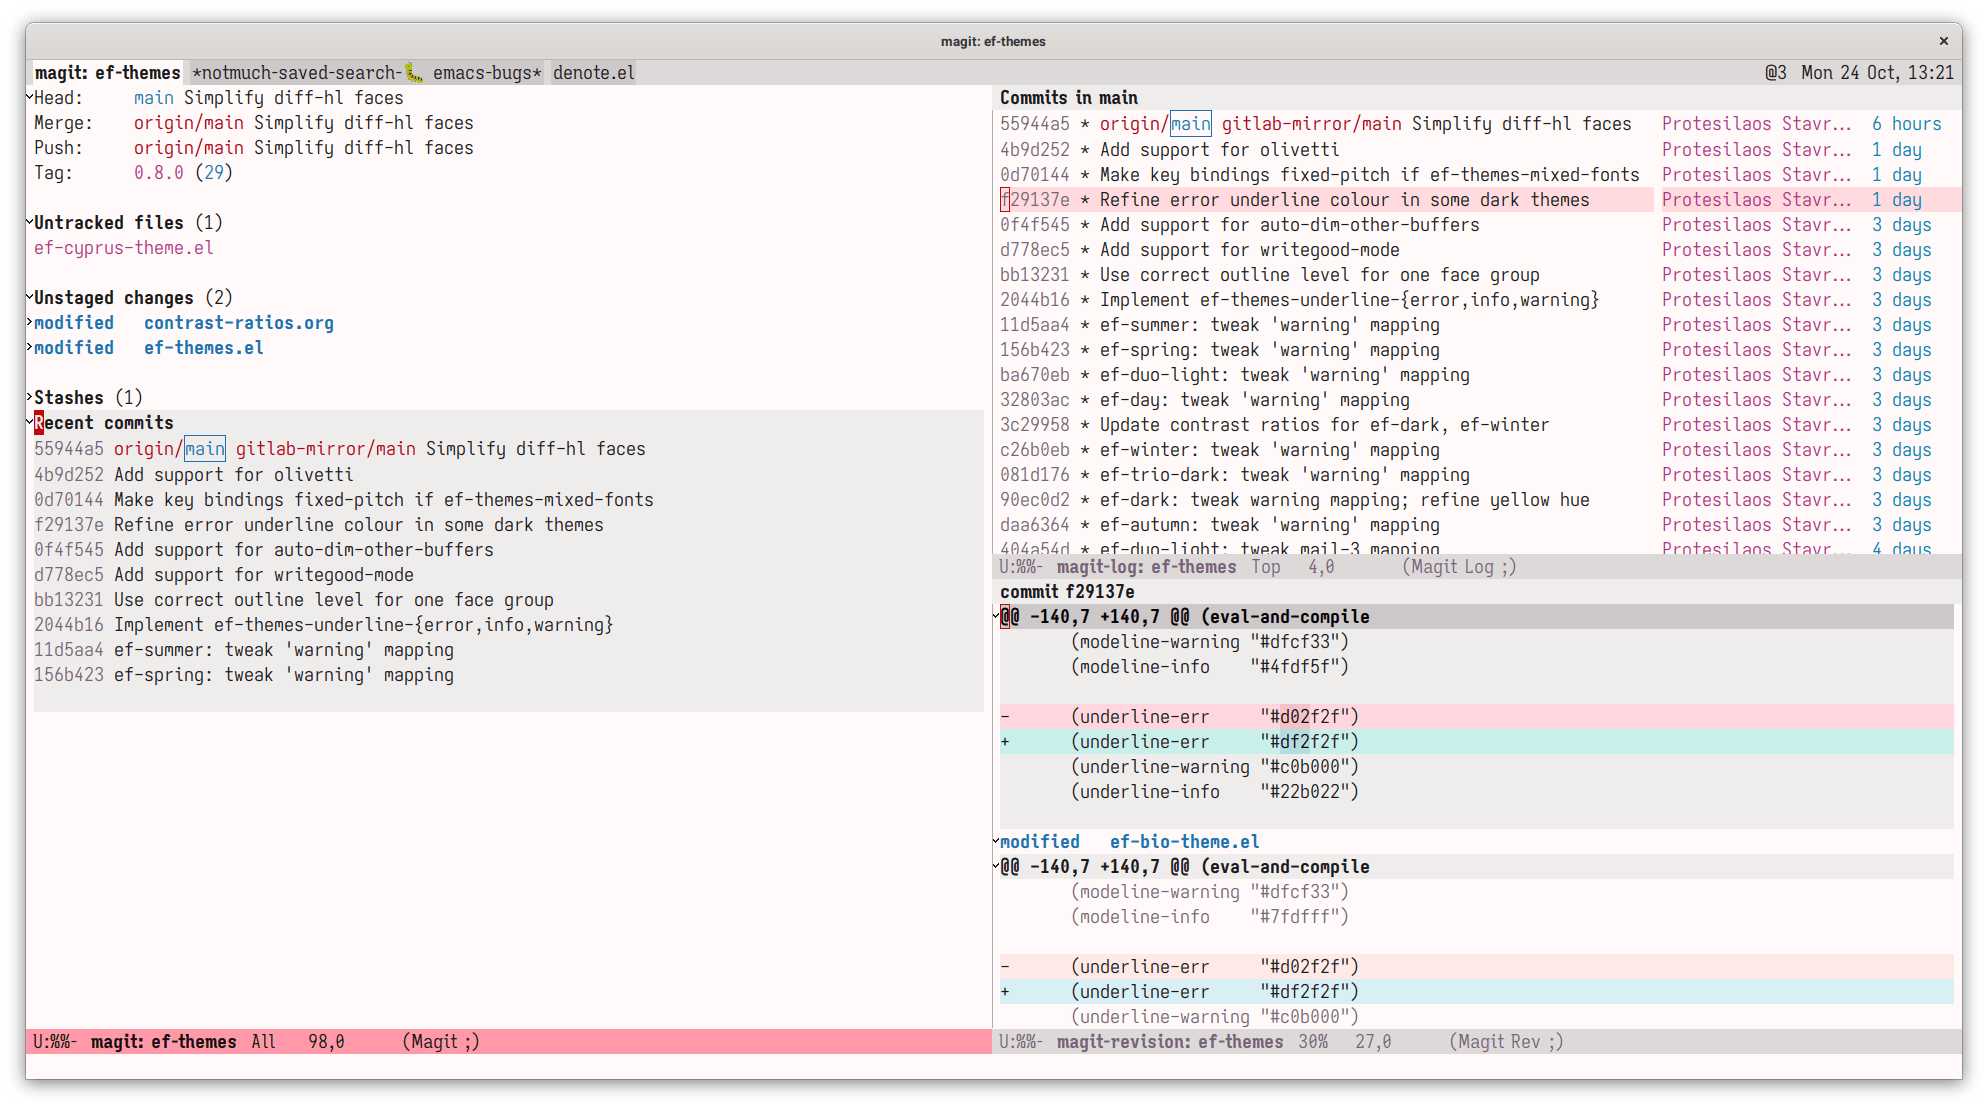 magit: ef-themes
magit: ef-themes *notmuch-saved-search-🐛 emacs-bugs* denote.el @3 Mon 24 Oct, 13:21
Head: main Simplify diff-hl faces
Merge: origin/main Simplify diff-hl faces
Push: origin/main Simplify diff-hl faces
Tag: 0.8.0 (29)
Untracked files (1)
ef-cyprus-theme.el
Unstaged changes (2)
modified contrast-ratios.org
modified ef-themes.el
Stashes (1)
Recent commits
55944a5 origin/main gitlab-mirror/main Simplify diff-hl faces
4b9d252 Add support for olivetti
0d70144 Make key bindings fixed-pitch if ef-themes-mixed-fonts
f29137e Refine error underline colour in some dark themes
0f4f545 Add support for auto-dim-other-buffers
d778ec5 Add support for writegood-mode
bb13231 Use correct outline level for one face group
2044b16 Implement ef-themes-underline-{error,info,warning}
11d5aa4 ef-summer: tweak 'warning' mapping
156b423 ef-spring: tweak 'warning' mapping
U:%%- magit: ef-themes All 98,0 (Magit ;)
Commits in main
55944a5 * origin/main gitlab-mirror/main Simplify diff-hl faces Protesilaos Stavr... 6 hours
4b9d252 * Add support for olivetti Protesilaos Stavr... 1 day
0d70144 * Make key bindings fixed-pitch if ef-themes-mixed-fonts Protesilaos Stavr... 1 day
f29137e * Refine error underline colour in some dark themes Protesilaos Stavr... 1 day
0f4f545 * Add support for auto-dim-other-buffers Protesilaos Stavr... 3 days
d778ec5 * Add support for writegood-mode Protesilaos Stavr... 3 days
bb13231 * Use correct outline level for one face group Protesilaos Stavr... 3 days
2044b16 * Implement ef-themes-underline-{error,info,warning} Protesilaos Stavr... 3 days
11d5aa4 * ef-summer: tweak 'warning' mapping Protesilaos Stavr... 3 days
156b423 * ef-spring: tweak 'warning' mapping Protesilaos Stavr... 3 days
ba670eb * ef-duo-light: tweak 'warning' mapping Protesilaos Stavr... 3 days
32803ac * ef-day: tweak 'warning' mapping Protesilaos Stavr... 3 days
3c29958 * Update contrast ratios for ef-dark, ef-winter Protesilaos Stavr... 3 days
c26b0eb * ef-winter: tweak 'warning' mapping Protesilaos Stavr... 3 days
081d176 * ef-trio-dark: tweak 'warning' mapping Protesilaos Stavr... 3 days
90ec0d2 * ef-dark: tweak warning mapping; refine yellow hue Protesilaos Stavr... 3 days
daa6364 * ef-autumn: tweak 'warning' mapping Protesilaos Stavr... 3 days
404a54d * ef-duo-light: tweak mail-3 mapping Protesilaos Stavr... 4 days
U:%%- magit-log: ef-themes Top 4,0 (Magit Log ;)
commit f29137e
@@ -140,7 +140,7 @@ (eval-and-compile
(modeline-warning "#dfcf33")
(modeline-info "#4fdf5f")
- (underline-err "#d02f2f")
+ (underline-err "#df2f2f")
(underline-warning "#c0b000")
(underline-info "#22b022")
modified ef-bio-theme.el
@@ -140,7 +140,7 @@ (eval-and-compile
(modeline-warning "#dfcf33")
(modeline-info "#7fdfff")
- (underline-err "#d02f2f")
+ (underline-err "#df2f2f")
(underline-warning "#c0b000")
U:%%- magit-revision: ef-themes 30% 27,0 (Magit Rev ;)